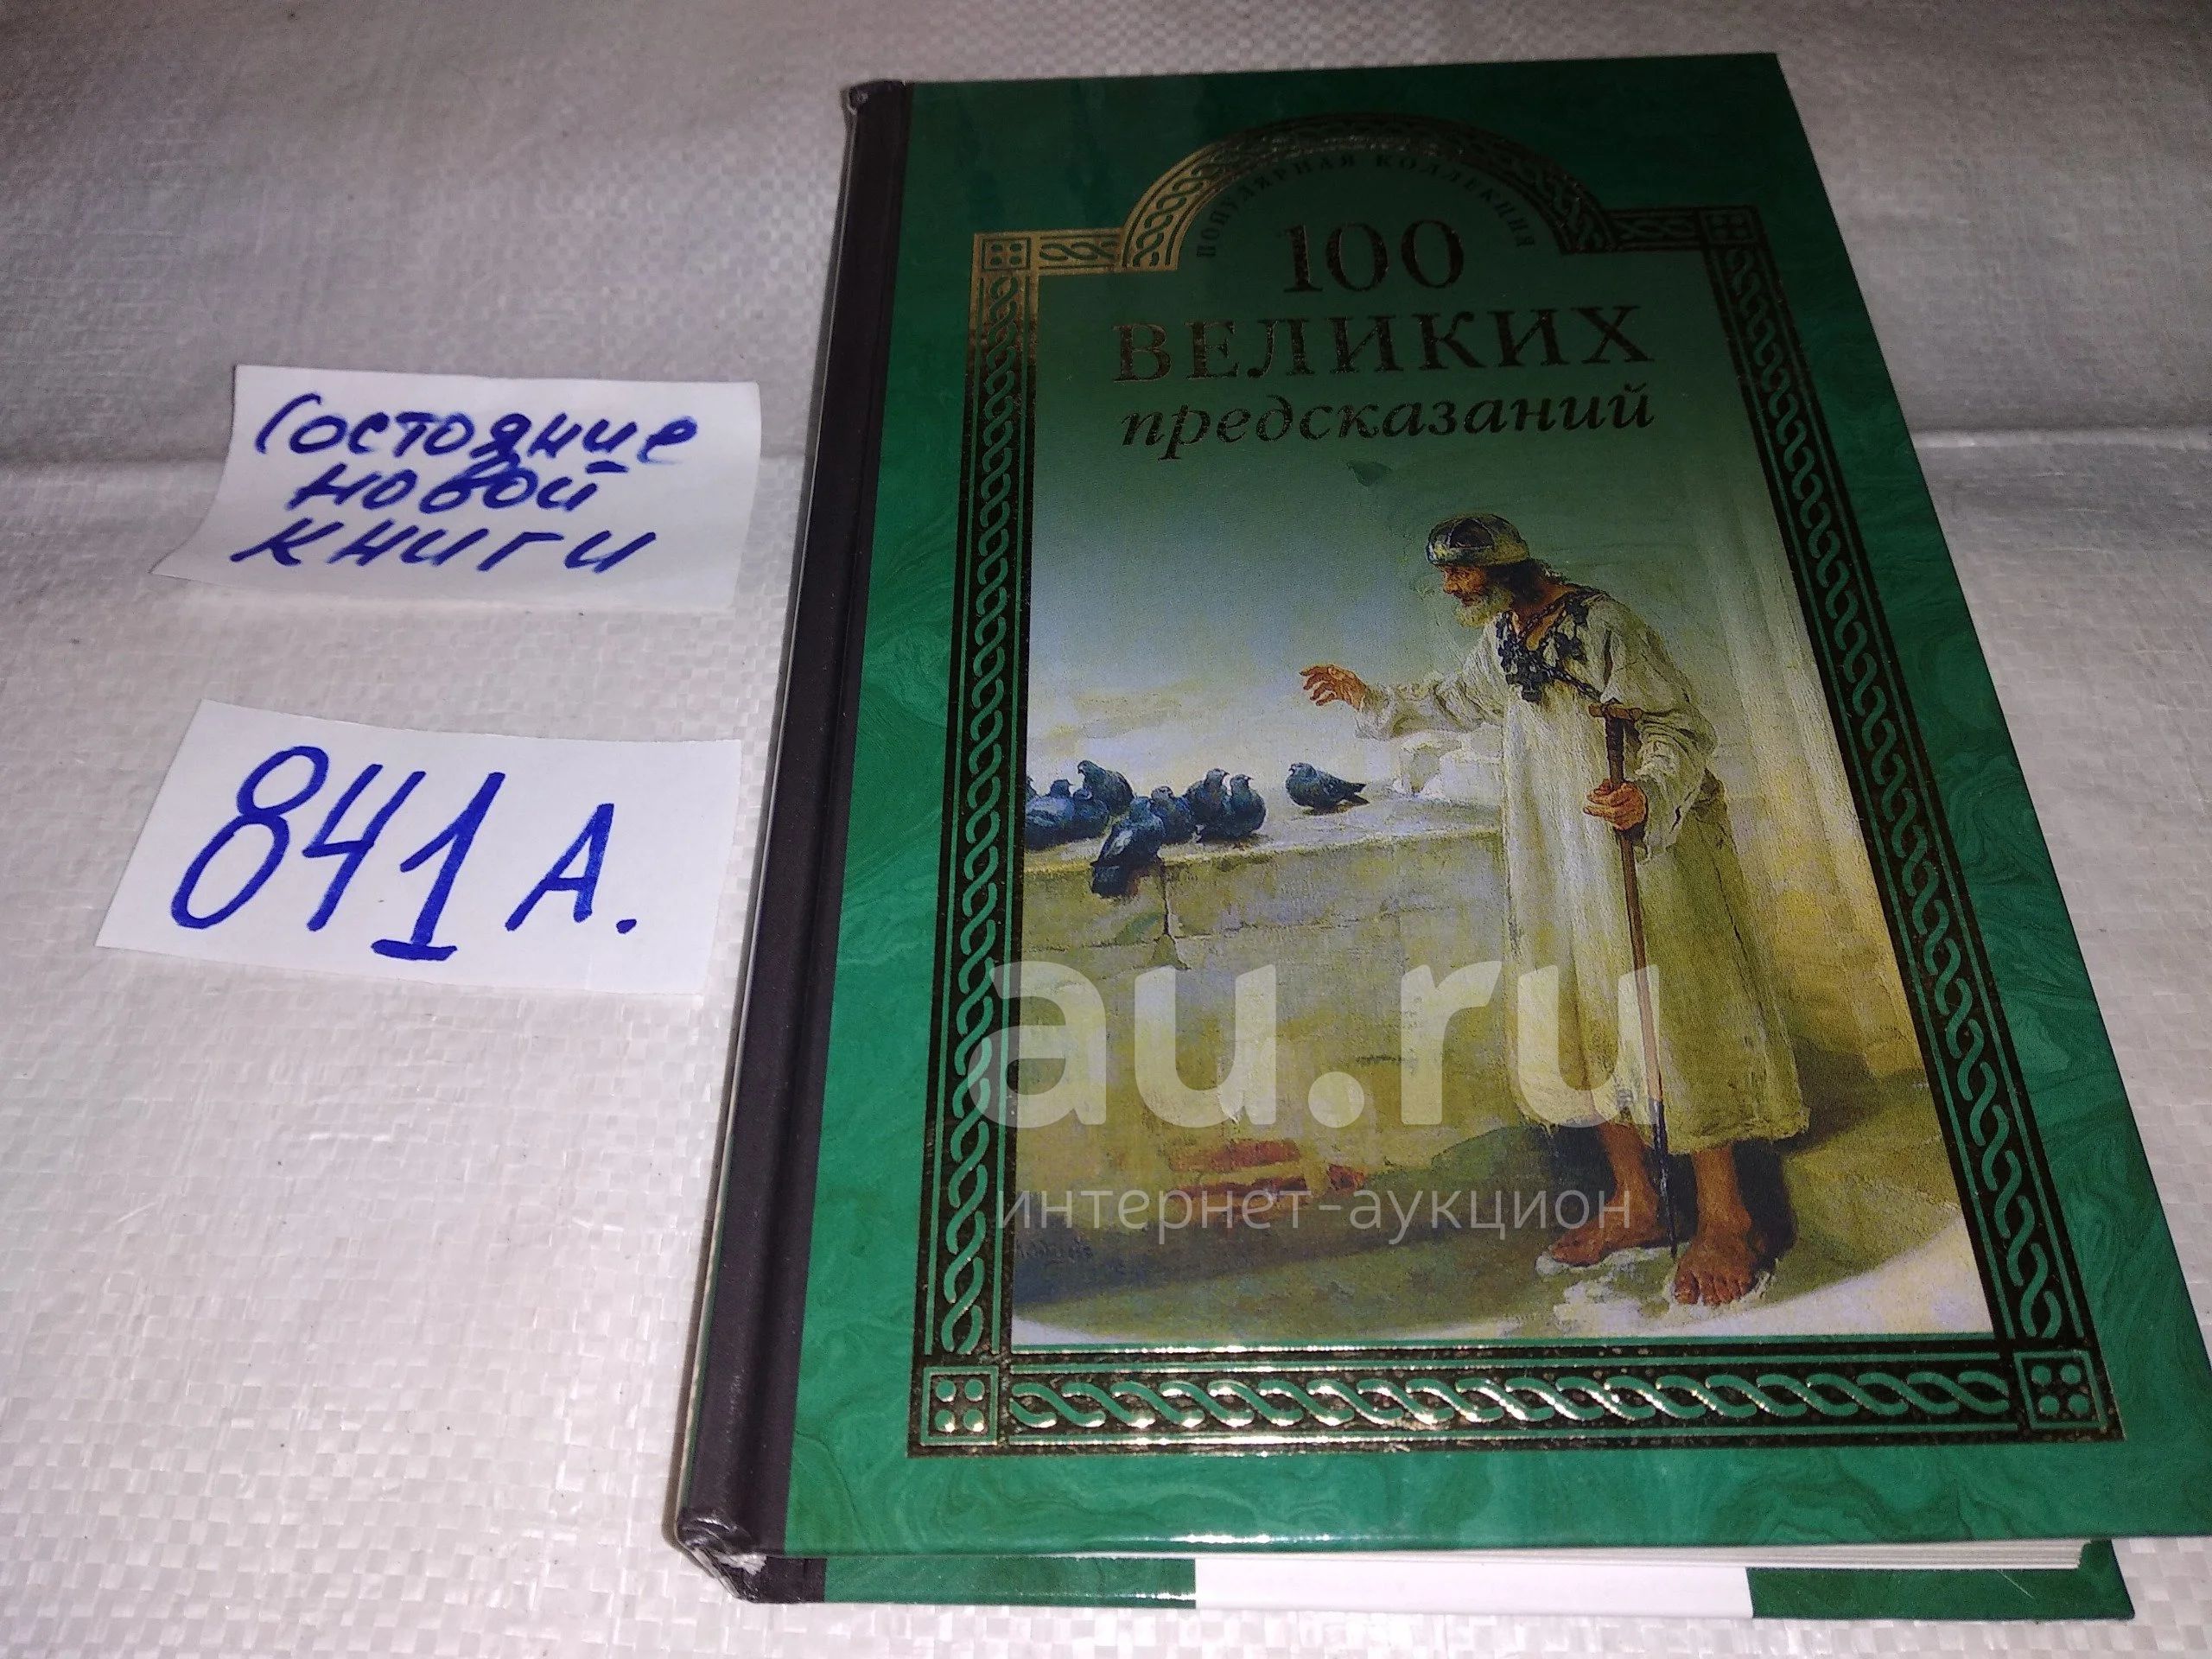 Состояние
новой
книги
841 А.
ПОПУЛЯРНАЯ КОЛЛЕКЦИЯ
100
ВЕЛИКИХ
предсказаний
au.ru
интернет-аукцион